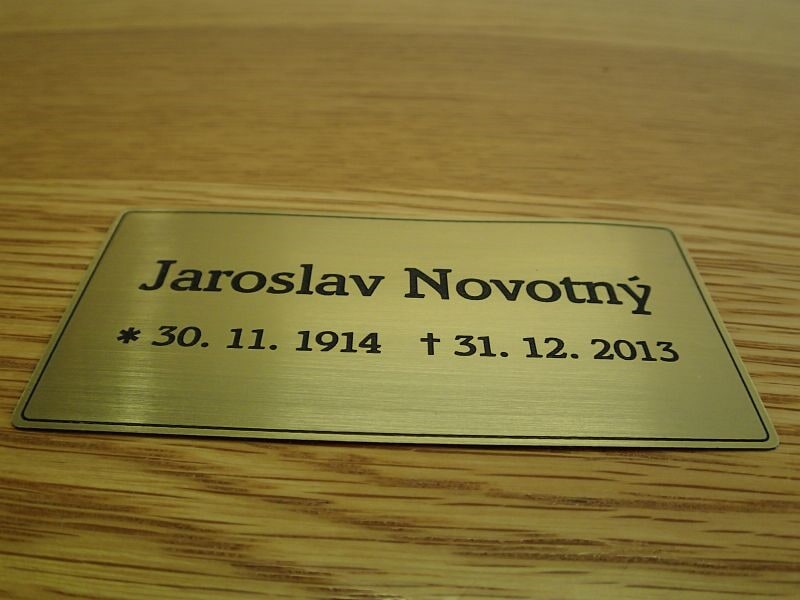 Jaroslav Novotný
* 30. 11. 1914 † 31. 12. 2013